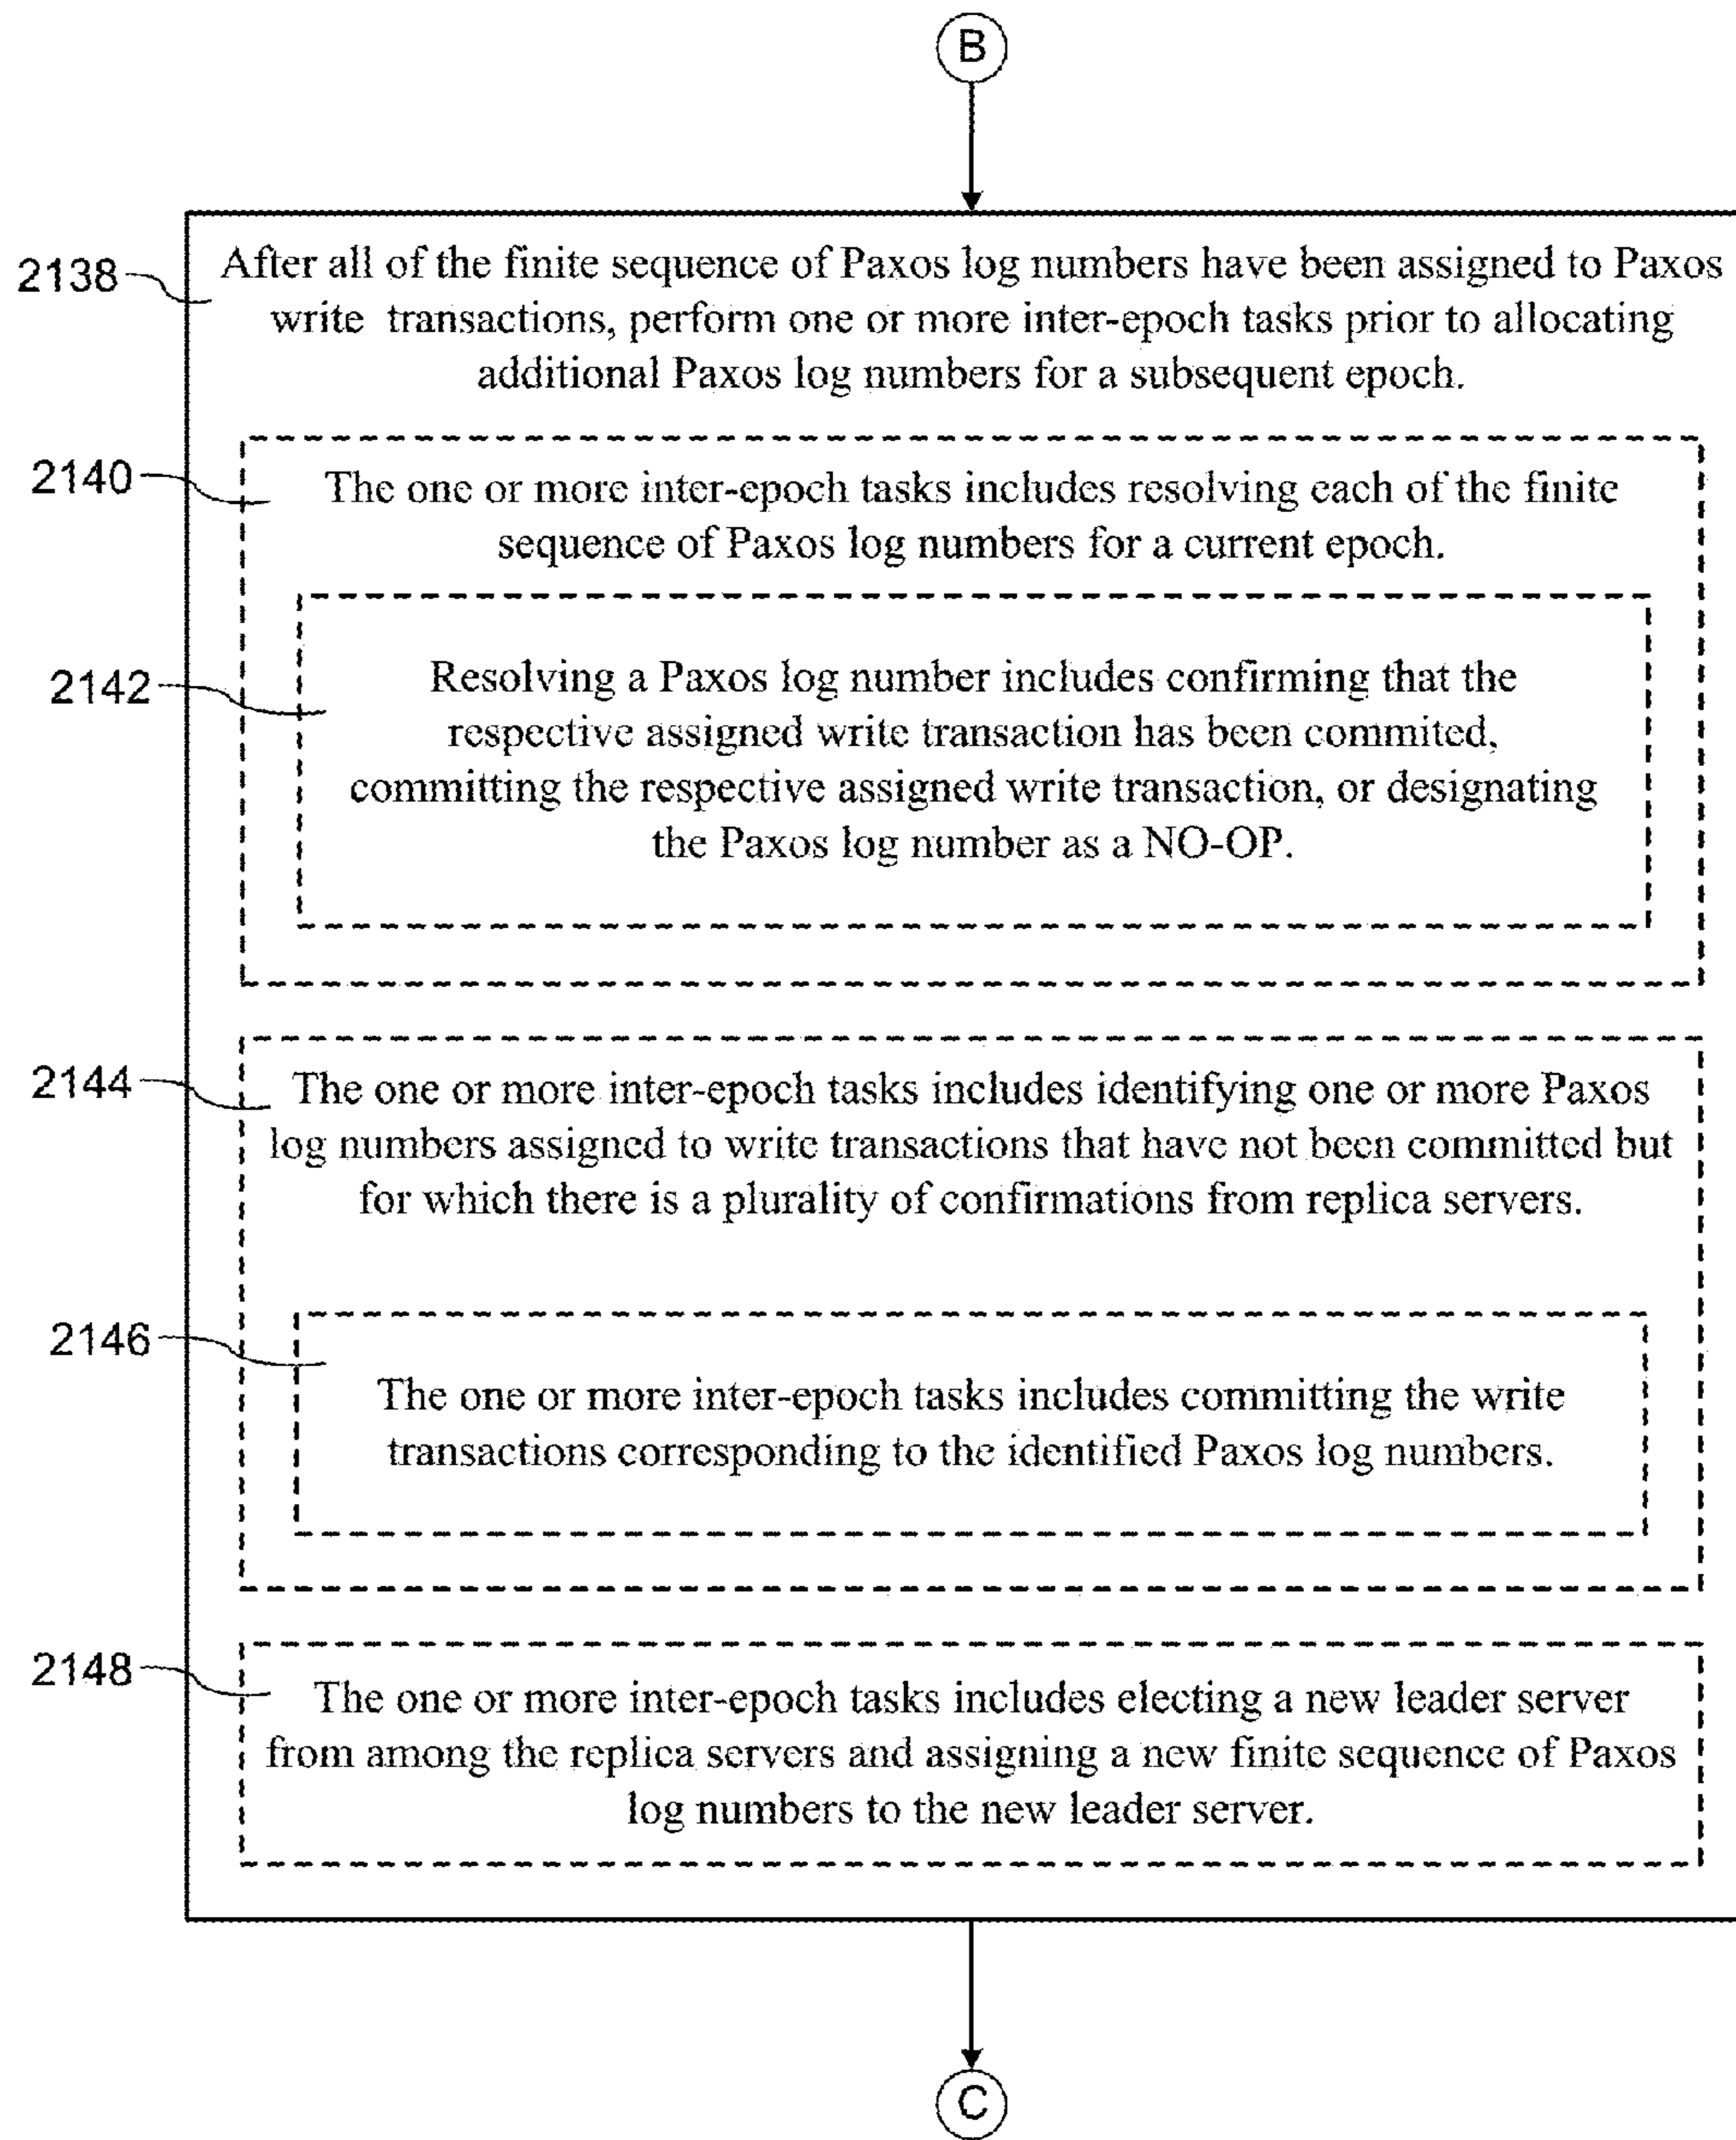 B
2138
After all of the finite sequence of Paxos log numbers have been assigned to Paxos
write transactions, perform one or more inter-epoch tasks prior to allocating
additional Paxos log numbers for a subsequent epoch.
2140
The one or more inter-epoch tasks includes resolving each of the finite
sequence of Paxos log numbers for a current epoch.
2142
Resolving a Paxos log number includes confirming that the
respective assigned write transaction has been commited,
committing the respective assigned write transaction, or designating
the Paxos log number as a NO-OP.
2144
The one or more inter-epoch tasks includes identifying one or more Paxos
log numbers assigned to write transactions that have not been committed but
for which there is a plurality of confirmations from replica servers.
2146
The one or more inter-epoch tasks includes committing the write
transactions corresponding to the identified Paxos log numbers.
2148
The one or more inter-epoch tasks includes electing a new leader server
from among the replica servers and assigning a new finite sequence of Paxos
log numbers to the new leader server.
C